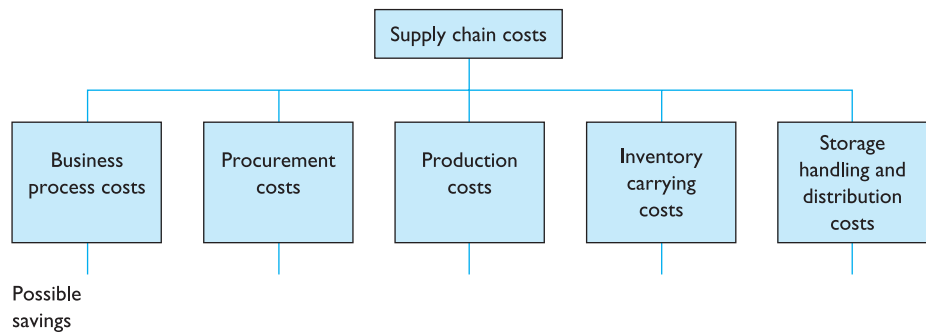 Supply chain costs
Business
process costs
Procurement
costs
Production
costs
Inventory
carrying
costs
Storage
handling and
distribution
costs
Possible
savings